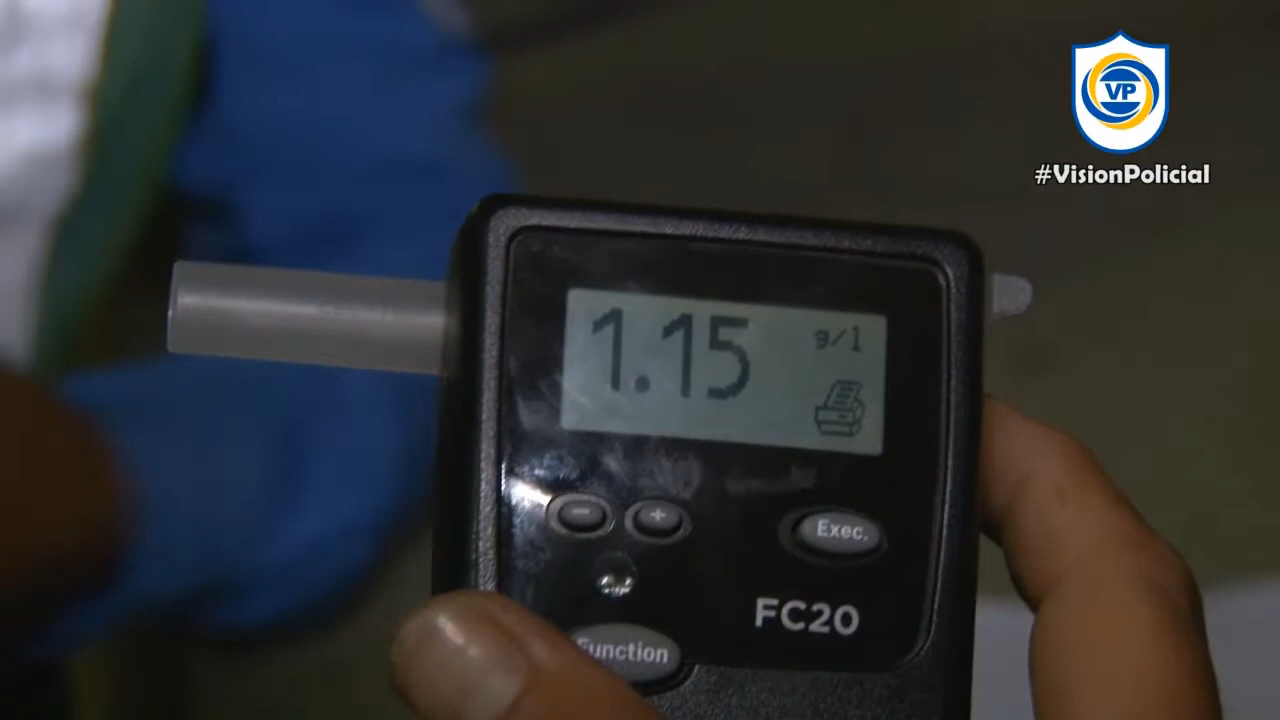 VP
#VisionPolicial
1.15 g/l
- +
Exec.
FC20
Function